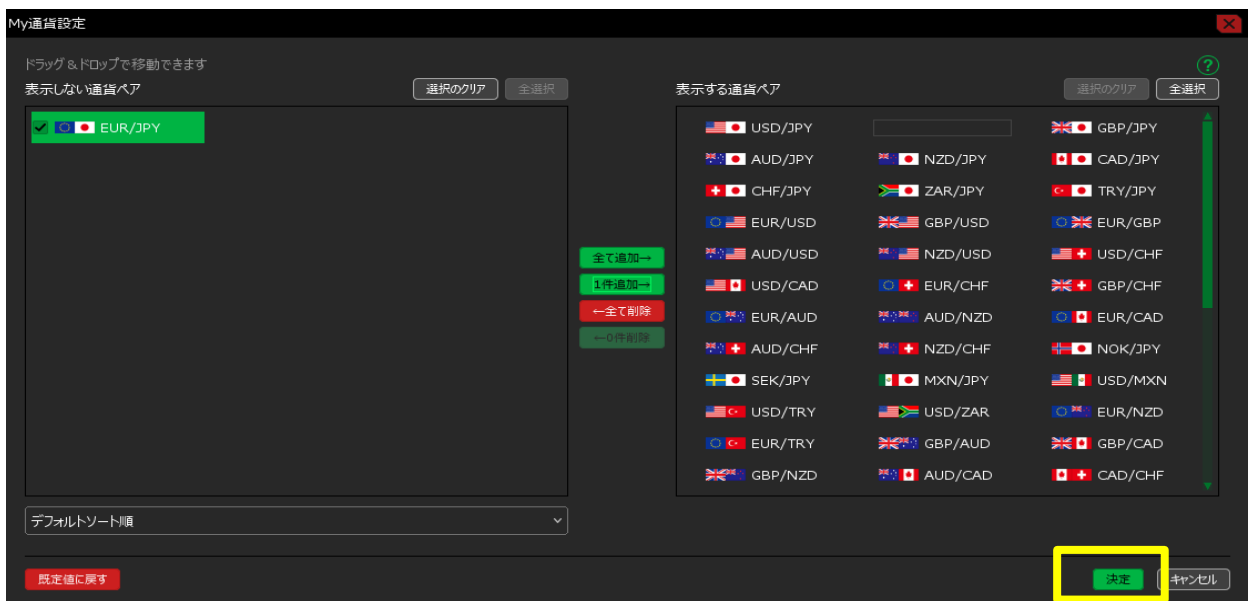 My通貨設定
ドラッグ＆ドロップで移動できます
表示しない通貨ペア 選択のクリア 全選択
EUR/JPY
デフォルトソート順
全て追加→
1件追加→
←全て削除
←0件削除
表示する通貨ペア 選択のクリア 全選択
?
USD/JPY GBP/JPY
AUD/JPY NZD/JPY CAD/JPY
CHF/JPY ZAR/JPY TRY/JPY
EUR/USD GBP/USD EUR/GBP
AUD/USD NZD/USD USD/CHF
USD/CAD EUR/CHF GBP/CHF
EUR/AUD AUD/NZD EUR/CAD
AUD/CHF NZD/CHF NOK/JPY
SEK/JPY MXN/JPY USD/MXN
USD/TRY USD/ZAR EUR/NZD
EUR/TRY GBP/AUD GBP/CAD
GBP/NZD AUD/CAD CAD/CHF
既定値に戻す 決定 キャンセル